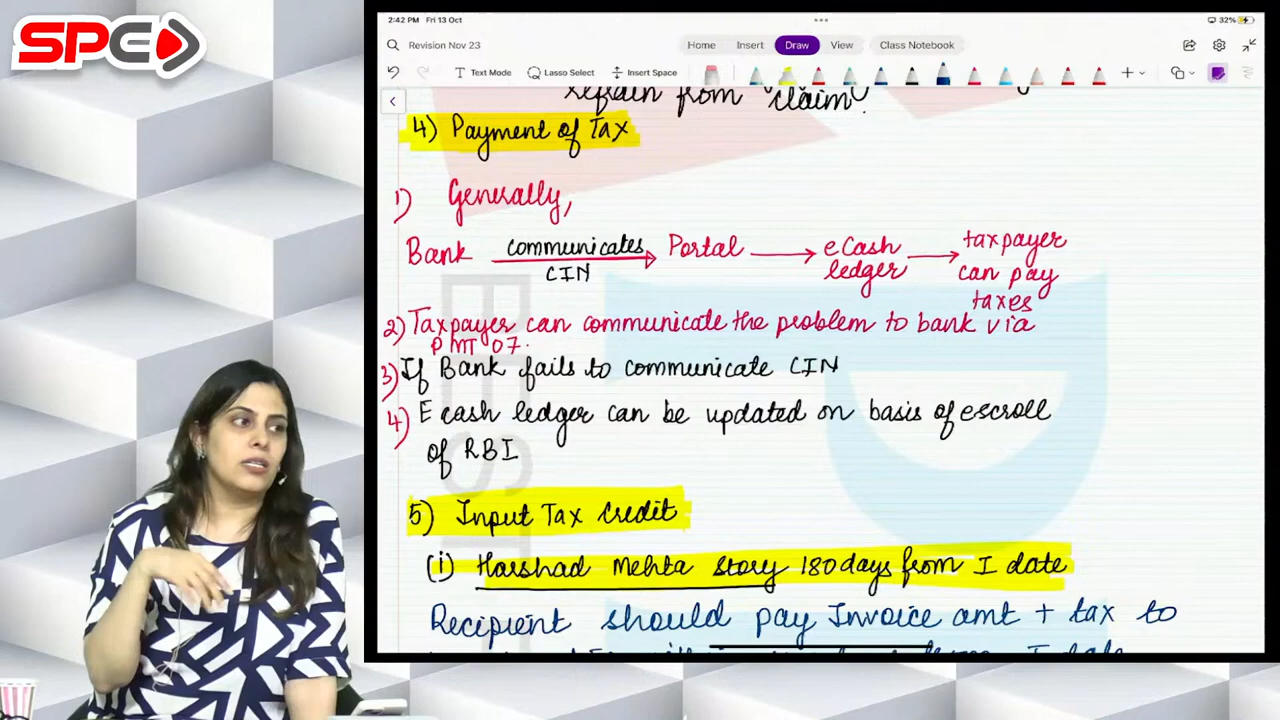 SPE
2:42 PM Fri 13 Oct
32%
Revision Nov 23
Home Insert Draw View Class Notebook
Text Mode Lasso Select Insert Space
refrain from "claim".
4) Payment of Tax
1) Generally,
Bank communicates CIN → Portal → eCash ledger → taxpayer can pay taxes
2) Taxpayer can communicate the problem to bank via
PMT 07.
3) If Bank fails to communicate CIN
4) E cash ledger can be updated on basis of escroll
of RBI
5) Input Tax Credit
(i) Harshad Mehta story 180 days from I date
Recipient should pay Invoice amt + tax to